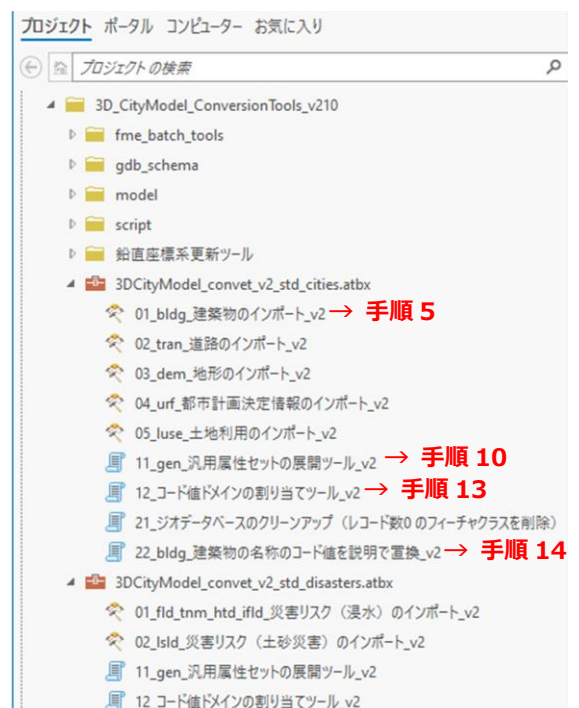 プロジェクト ポータル コンピューター お気に入り
プロジェクトの検索
3D_CityModel_ConversionTools_v210
fme_batch_tools
gdb_schema
model
script
鉛直座標系更新ツール
3DCityModel_convet_v2_std_cities.atbx
01_bldg_建築物のインポート_v2 → 手順 5
02_tran_道路のインポート_v2
03_dem_地形のインポート_v2
04_urf_都市計画決定情報のインポート_v2
05_luse_土地利用のインポート_v2
11_gen_汎用属性セットの展開ツール_v2 → 手順 10
12_コード値ドメインの割り当てツール_v2 → 手順 13
21_ジオデータベースのクリーンアップ（レコード数0 のフィーチャクラスを削除）
22_bldg_建築物の名称のコード値を説明で置換_v2 → 手順 14
3DCityModel_convet_v2_std_disasters.atbx
01_fld_tnm_htd_ifld_災害リスク（浸水）のインポート_v2
02_lsld_災害リスク（土砂災害）のインポート_v2
11_gen_汎用属性セットの展開ツール_v2
12_コード値ドメインの割り当てツール_v2